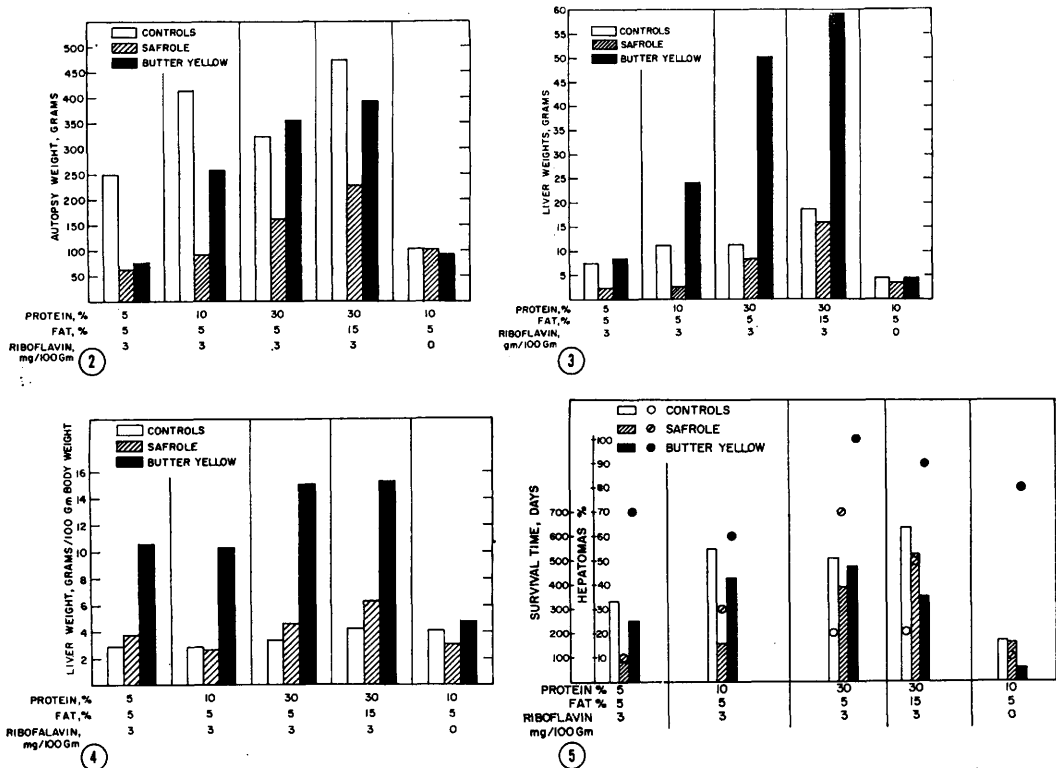 CONTROLS
SAFROLE
BUTTER YELLOW
AUTOPSY WEIGHT, GRAMS
500
450
400
350
300
250
200
150
100
50
PROTEIN, % 5 10 30 30 10
FAT, % 5 5 5 15 5
RIBOFLAVIN, 3 3 3 3 0
mg/100 Gm
2
CONTROLS
SAFROLE
BUTTER YELLOW
LIVER WEIGHTS, GRAMS
60
55
50
45
40
35
30
25
20
15
10
5
PROTEIN, % 5 10 30 30 10
FAT, % 5 5 5 15 5
RIBOFLAVIN, 3 3 3 3 0
gm/100 Gm
3
CONTROLS
SAFROLE
BUTTER YELLOW
LIVER WEIGHT, GRAMS/100 Gm BODY WEIGHT
16
14
12
10
8
6
4
2
PROTEIN, % 5 10 30 30 10
FAT, % 5 5 5 15 5
RIBOFALAVIN, 3 3 3 3 0
mg/100 Gm
4
CONTROLS
SAFROLE
BUTTER YELLOW
SURVIVAL TIME, DAYS
700
600
500
400
300
200
100
HEPATOMAS %
100
90
80
70
60
50
40
30
20
10
PROTEIN % 5 10 30 30 10
FAT % 5 5 5 15 5
RIBOFLAVIN 3 3 3 3 0
mg/100 Gm
5